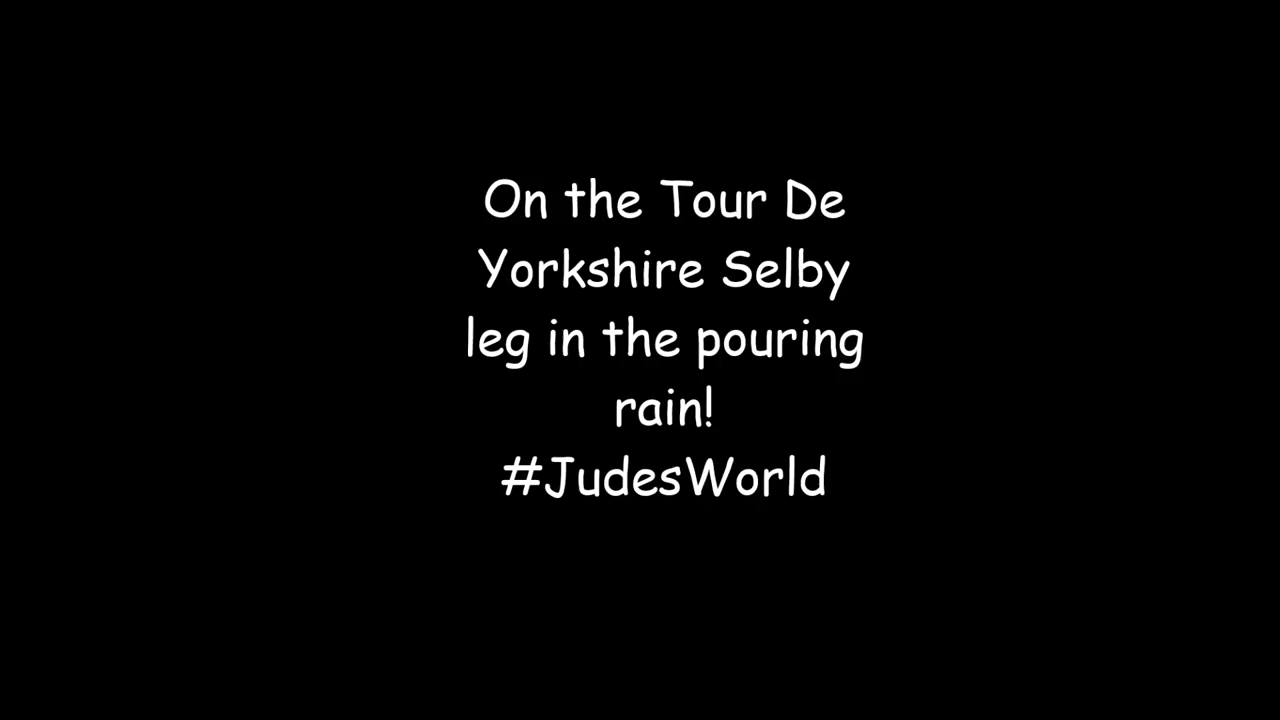 On the Tour De
Yorkshire Selby
leg in the pouring
rain!
#JudesWorld